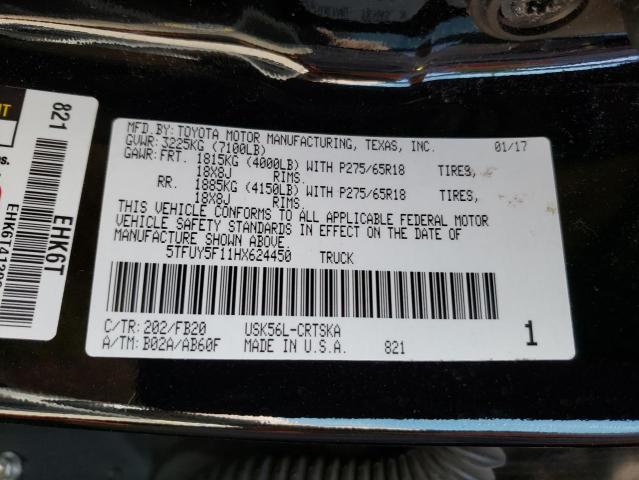 MFD.BY: TOYOTA MOTOR MANUFACTURING, TEXAS, INC. 01/17
GVWR: 3225KG (7100LB)
GAWR: FRT. 1815KG (4000LB) WITH P275/65R18 TIRES,
18X8J RIMS.
RR. 1885KG (4150LB) WITH P275/65R18 TIRES,
18X8J RIMS.
THIS VEHICLE CONFORMS TO ALL APPLICABLE FEDERAL MOTOR
VEHICLE SAFETY STANDARDS IN EFFECT ON THE DATE OF
MANUFACTURE SHOWN ABOVE.
5TFUY5F11HX624450 TRUCK
C/TR: 202/FB20 USK56L-CRTSKA
A/TM: B02A/AB60F MADE IN U.S.A. 821
1
821
EHK6T